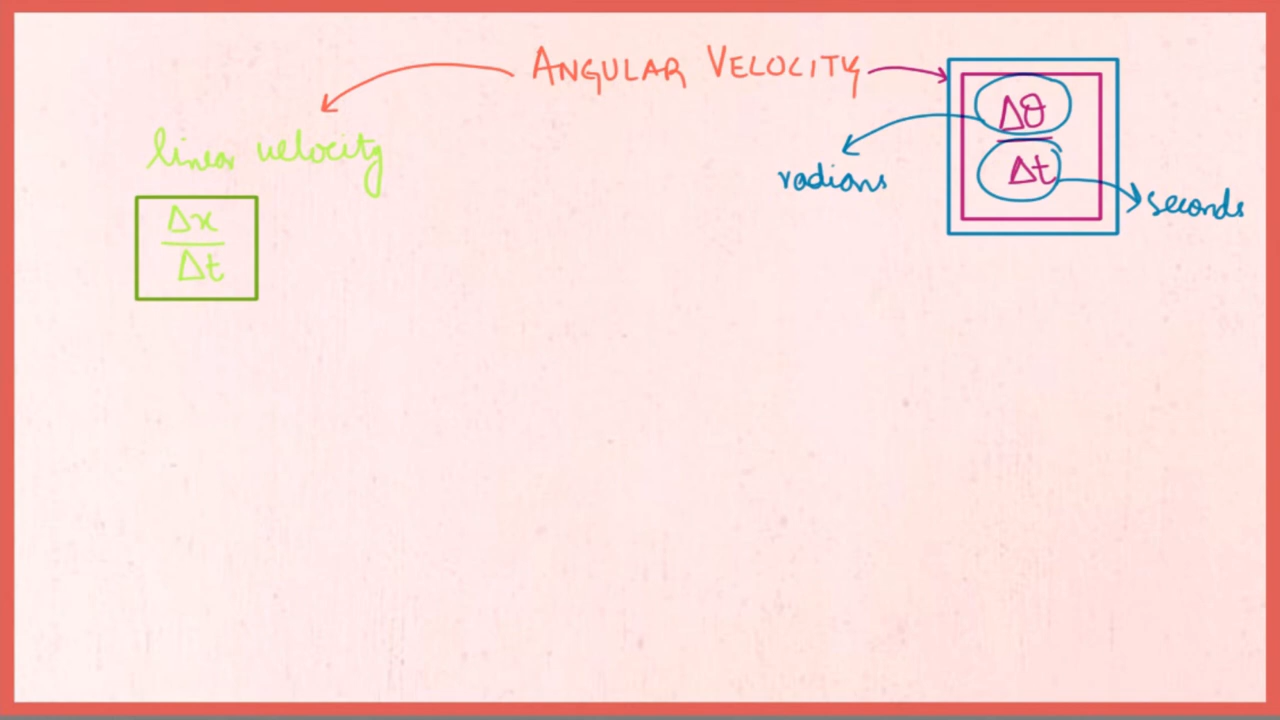 ANGULAR VELOCITY
linear velocity
Δx
Δt
Δθ
Δt
radians
seconds